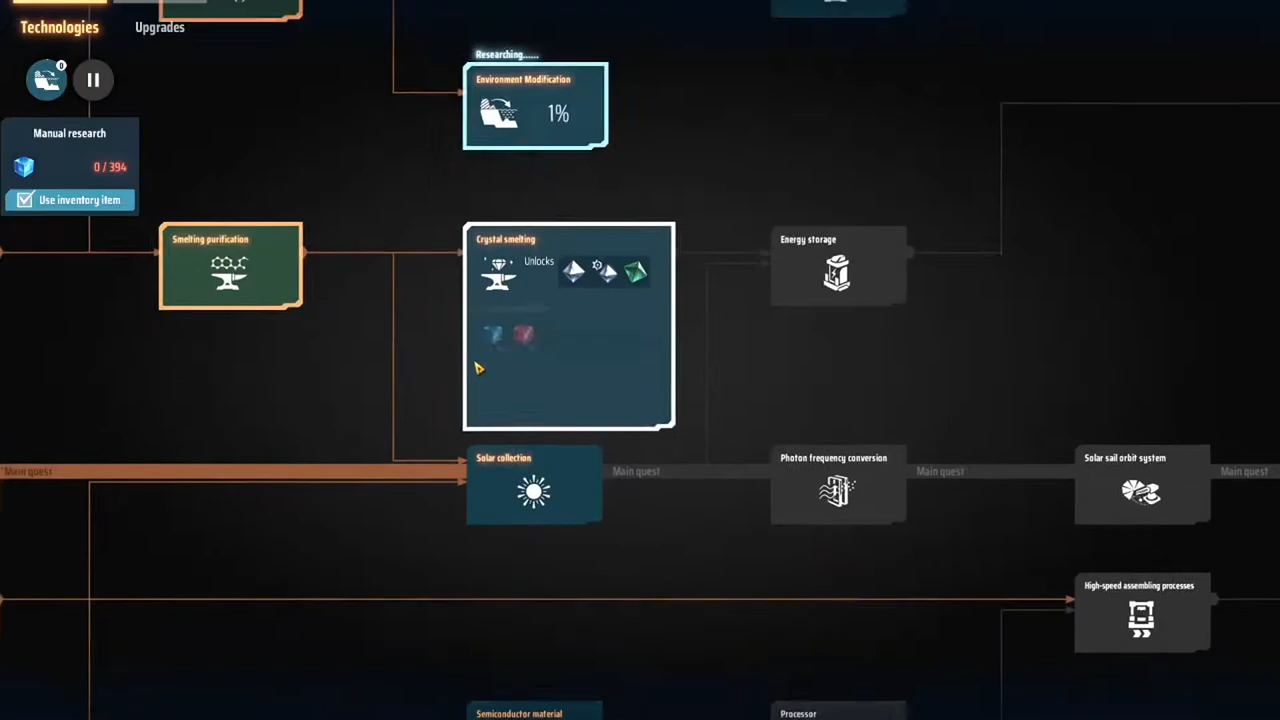 Technologies
Upgrades
0
Researching......
Environment Modification
1%
Manual research
0 / 394
Use inventory item
Smelting purification
Crystal smelting
Unlocks
Energy storage
Main quest
Solar collection
Main quest
Photon frequency conversion
Main quest
Solar sail orbit system
Main quest
High-speed assembling processes
Semiconductor material
Processor